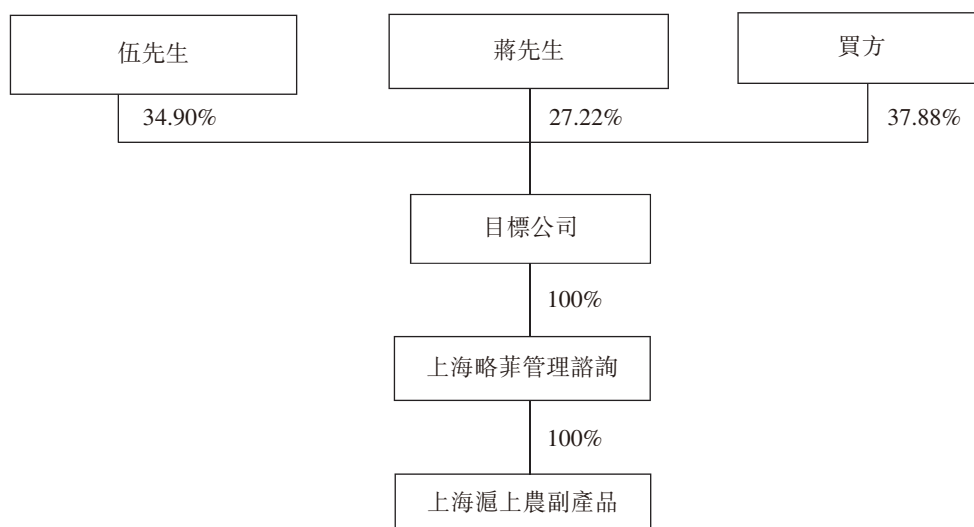 伍先生
蔣先生
買方
34.90%
27.22%
37.88%
目標公司
100%
上海略菲管理諮詢
100%
上海滬上農副產品